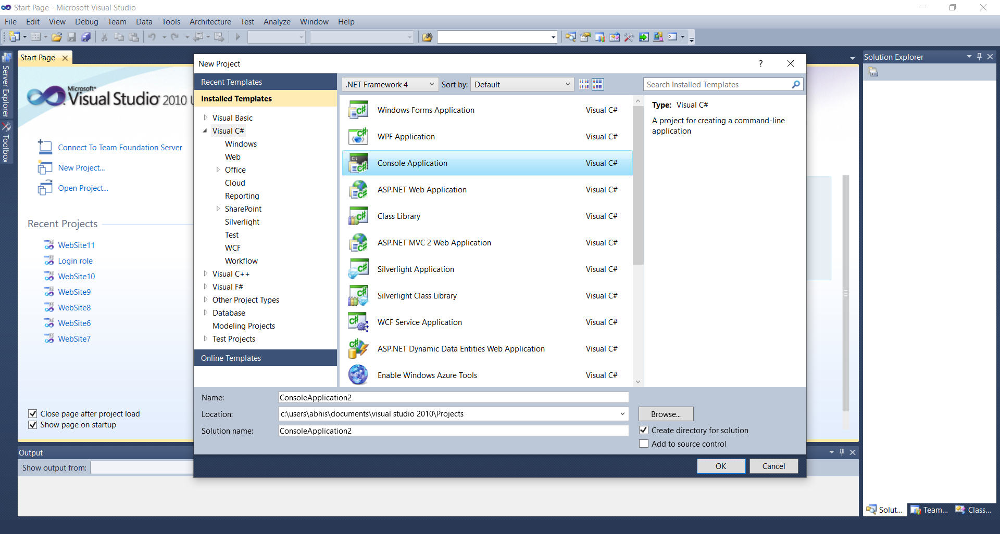 Start Page - Microsoft Visual Studio
File Edit View Debug Team Data Tools Architecture Test Analyze Window Help
Server Explorer
Toolbox
Start Page
Microsoft
Visual Studio 2010 U
Connect To Team Foundation Server
New Project...
Open Project...
Recent Projects
WebSite11
Login role
WebSite10
WebSite9
WebSite8
WebSite6
WebSite7
Close page after project load
Show page on startup
Output
Show output from:
New Project
?
Recent Templates
Installed Templates
Visual Basic
Visual C#
Windows
Web
Office
Cloud
Reporting
SharePoint
Silverlight
Test
WCF
Workflow
Visual C++
Visual F#
Other Project Types
Database
Modeling Projects
Test Projects
Online Templates
.NET Framework 4 Sort by: Default
Search Installed Templates
Windows Forms Application Visual C#
WPF Application Visual C#
Console Application Visual C#
ASP.NET Web Application Visual C#
Class Library Visual C#
ASP.NET MVC 2 Web Application Visual C#
Silverlight Application Visual C#
Silverlight Class Library Visual C#
WCF Service Application Visual C#
ASP.NET Dynamic Data Entities Web Application Visual C#
Enable Windows Azure Tools Visual C#
Type: Visual C#
A project for creating a command-line
application
Name: ConsoleApplication2
Location: c:\users\abhis\documents\visual studio 2010\Projects
Browse...
Solution name: ConsoleApplication2
Create directory for solution
Add to source control
OK Cancel
Solution Explorer
Solut... Team... Class...